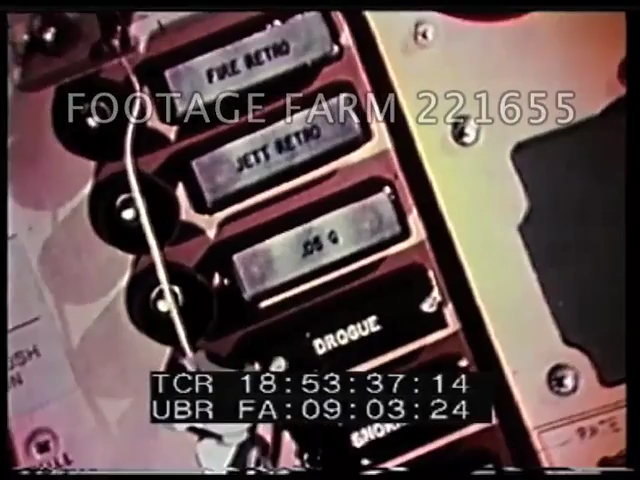 FIRE RETRO
FOOTAGE FARM 221655
JETT RETRO
.05 G
DROGUE
TCR 18:53:37:14
UBR FA:09:03:24